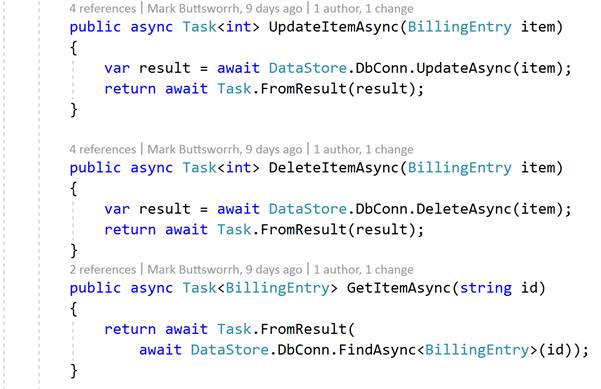 4 references | Mark Buttsworrh, 9 days ago | 1 author, 1 change
public async Task<int> UpdateItemAsync(BillingEntry item)
{
var result = await DataStore.DbConn.UpdateAsync(item);
return await Task.FromResult(result);
}
4 references | Mark Buttsworrh, 9 days ago | 1 author, 1 change
public async Task<int> DeleteItemAsync(BillingEntry item)
{
var result = await DataStore.DbConn.DeleteAsync(item);
return await Task.FromResult(result);
}
2 references | Mark Buttsworrh, 9 days ago | 1 author, 1 change
public async Task<BillingEntry> GetItemAsync(string id)
{
return await Task.FromResult(
await DataStore.DbConn.FindAsync<BillingEntry>(id));
}